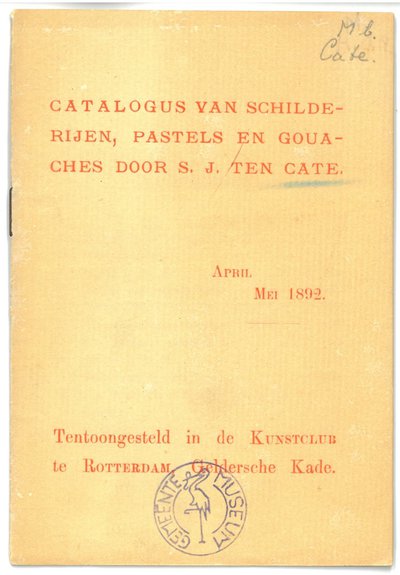 M b.
Cate.
CATALOGUS VAN SCHILDE-
RIJEN, PASTELS EN GOUA-
CHES DOOR S. J. TEN CATE.
April
Mei 1892.
Tentoongesteld in de Kunstclub
te Rotterdam Geldersche Kade.
GEMEENTE MUSEUM